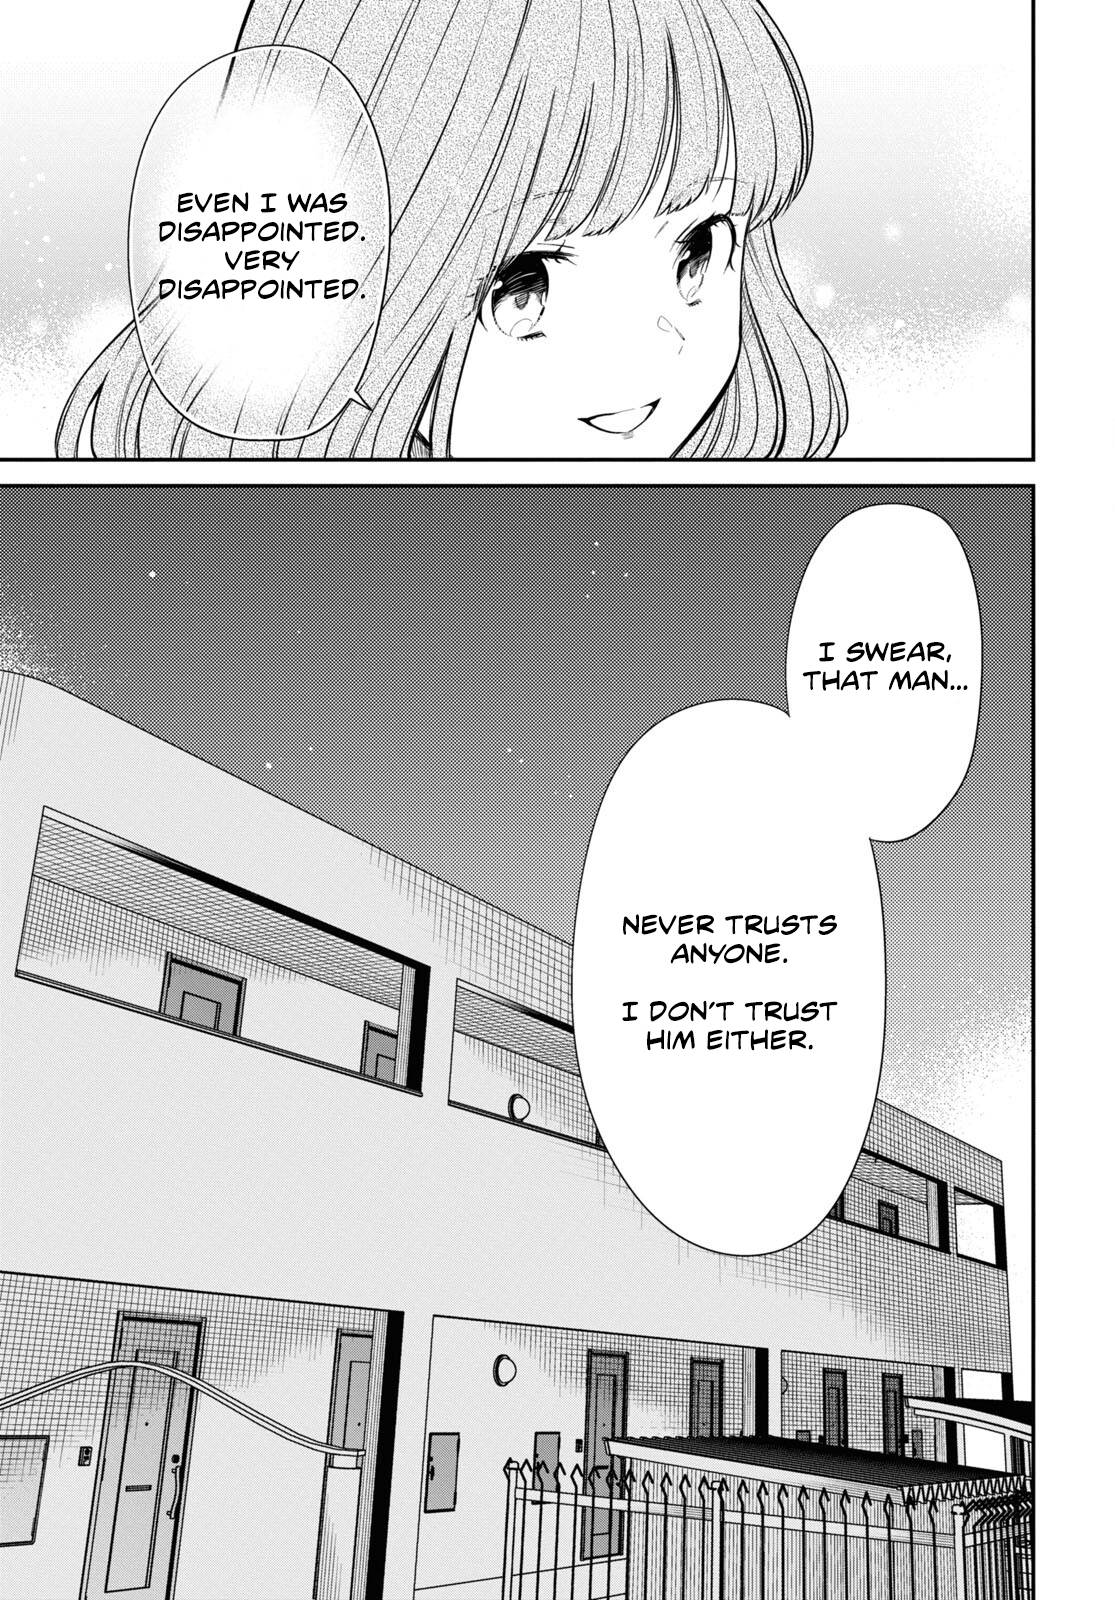 EVEN I WAS
DISAPPOINTED.
VERY
DISAPPOINTED.
I SWEAR,
THAT MAN...
NEVER TRUSTS
ANYONE.
I DON'T TRUST
HIM EITHER.